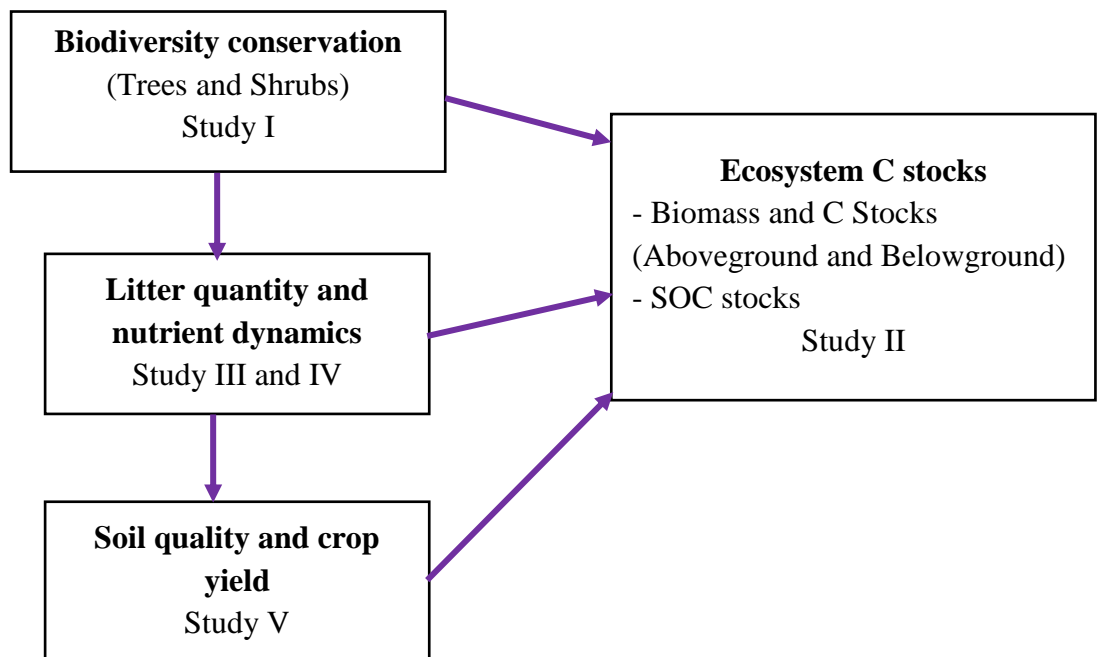 Biodiversity conservation
(Trees and Shrubs)
Study I
Ecosystem C stocks
- Biomass and C Stocks
(Aboveground and Belowground)
- SOC stocks
Study II
Litter quantity and
nutrient dynamics
Study III and IV
Soil quality and crop
yield
Study V